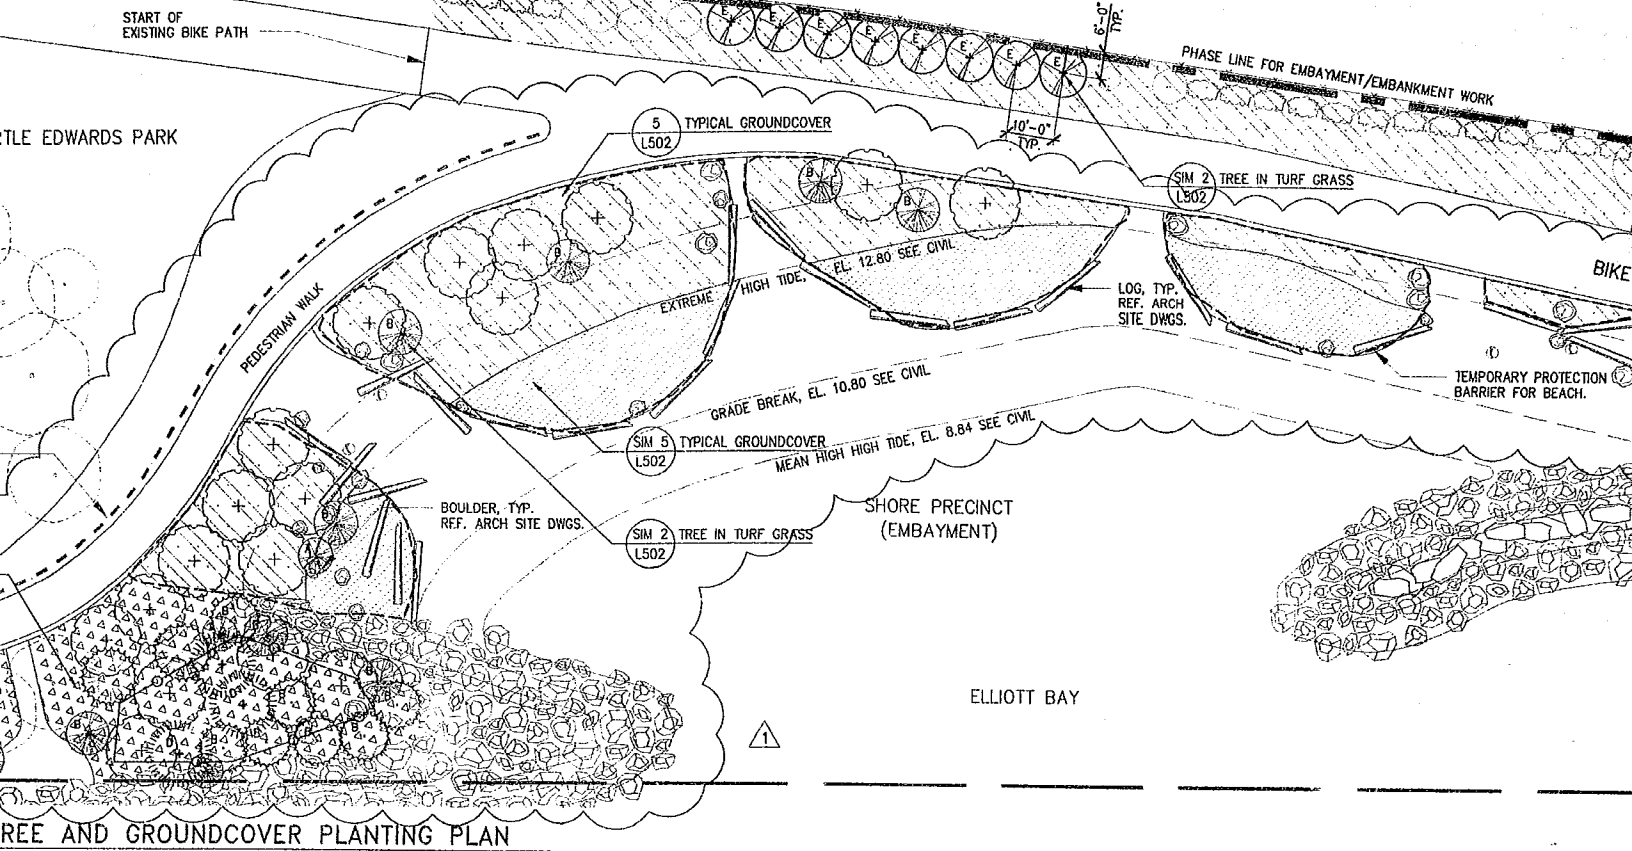 START OF
EXISTING BIKE PATH
RTLE EDWARDS PARK
PEDESTRIAN WALK
5
L502
TYPICAL GROUNDCOVER
E
E
E
E
E
E
E
E
6'-0"
TYP.
10'-0"
TYP.
PHASE LINE FOR EMBAYMENT/EMBANKMENT WORK
SIM 2
L502
TREE IN TURF GRASS
B
B
B
B
BIKE
EXTREME HIGH TIDE, EL. 12.80 SEE CIVIL
LOG, TYP.
REF. ARCH
SITE DWGS.
TEMPORARY PROTECTION
BARRIER FOR BEACH.
GRADE BREAK, EL. 10.80 SEE CIVIL
MEAN HIGH HIGH TIDE, EL. 8.84 SEE CIVIL
SIM 5
L502
TYPICAL GROUNDCOVER
BOULDER, TYP.
REF. ARCH SITE DWGS.
SIM 2
L502
TREE IN TURF GRASS
SHORE PRECINCT
(EMBAYMENT)
ELLIOTT BAY
1
REE AND GROUNDCOVER PLANTING PLAN